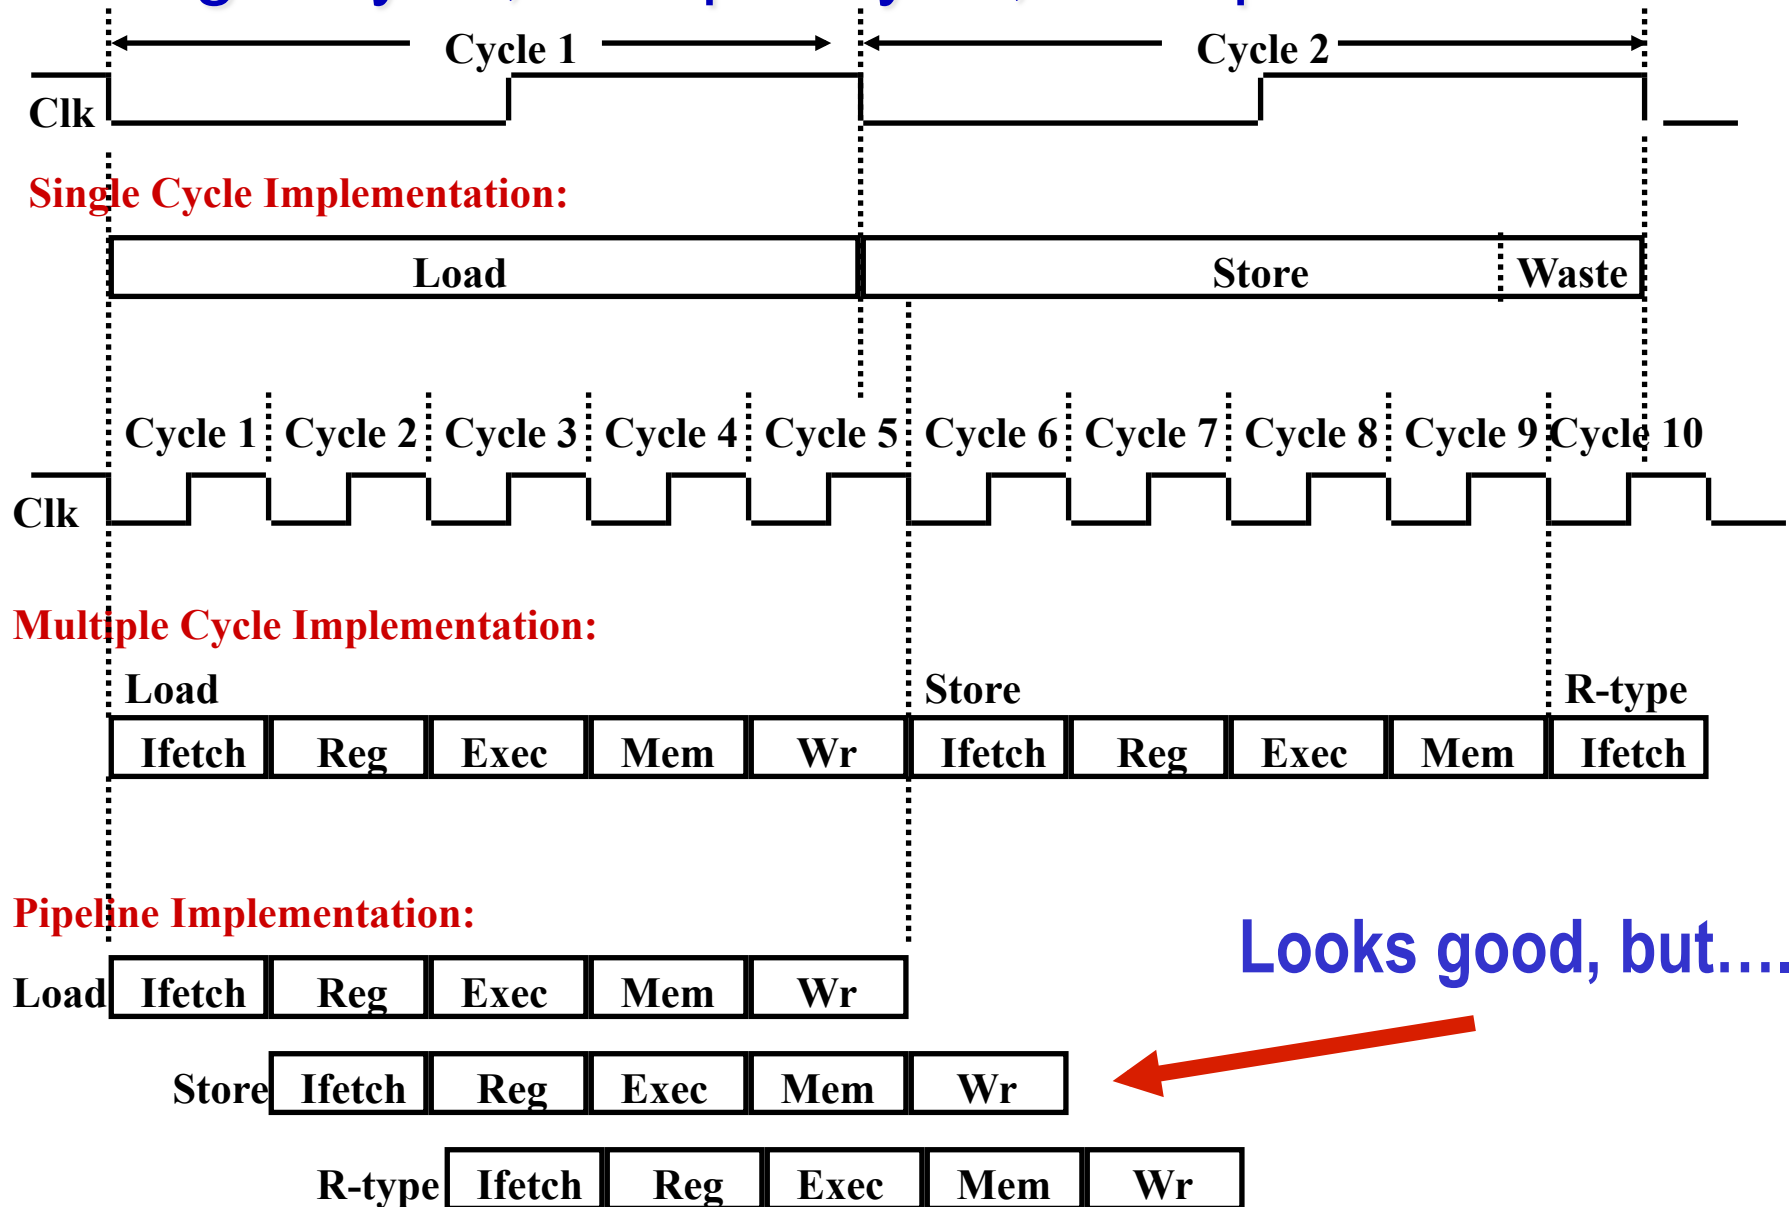 Cycle 1 Cycle 2
Clk
Single Cycle Implementation:
Load Store Waste
Cycle 1 Cycle 2 Cycle 3 Cycle 4 Cycle 5 Cycle 6 Cycle 7 Cycle 8 Cycle 9 Cycle 10
Clk
Multiple Cycle Implementation:
Load Store R-type
Ifetch Reg Exec Mem Wr Ifetch Reg Exec Mem Ifetch
Pipeline Implementation:
Looks good, but....
Load Ifetch Reg Exec Mem Wr
Store Ifetch Reg Exec Mem Wr
R-type Ifetch Reg Exec Mem Wr